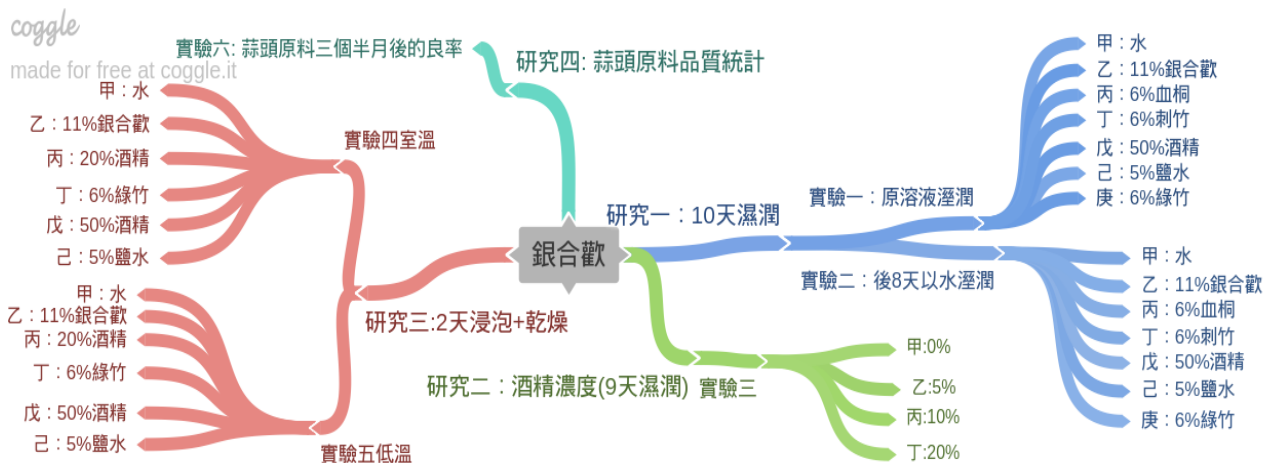 coggle
made for free at coggle.it
銀合歡
研究一：10天濕潤
實驗一：原溶液溼潤
甲：水
乙：11%銀合歡
丙：6%血桐
丁：6%刺竹
戊：50%酒精
己：5%鹽水
庚：6%綠竹
實驗二：後8天以水溼潤
甲：水
乙：11%銀合歡
丙：6%血桐
丁：6%刺竹
戊：50%酒精
己：5%鹽水
庚：6%綠竹
研究二：酒精濃度(9天濕潤)
實驗三
甲:0%
乙:5%
丙:10%
丁:20%
研究三:2天浸泡+乾燥
實驗四室溫
甲：水
乙：11%銀合歡
丙：20%酒精
丁：6%綠竹
戊：50%酒精
己：5%鹽水
實驗五低溫
甲：水
乙：11%銀合歡
丙：20%酒精
丁：6%綠竹
戊：50%酒精
己：5%鹽水
研究四: 蒜頭原料品質統計
實驗六: 蒜頭原料三個半月後的良率